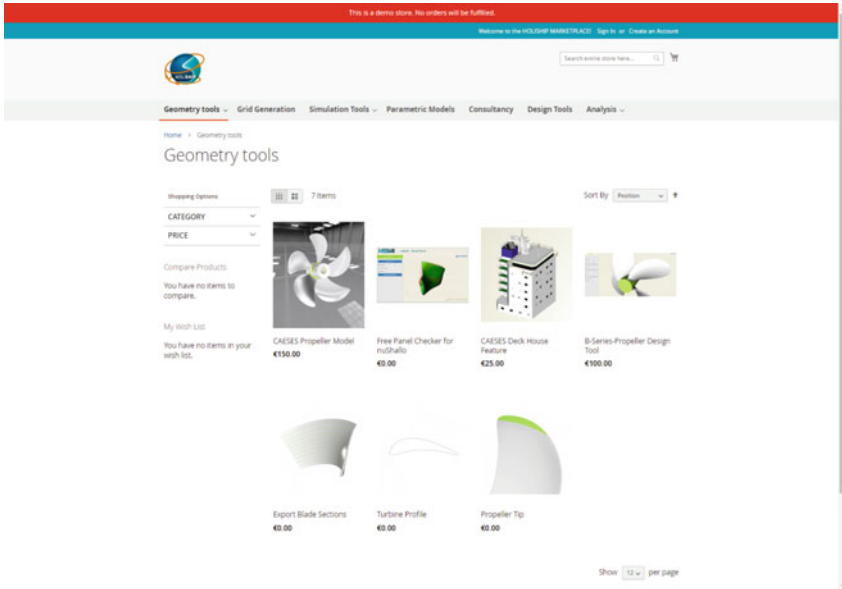 This is a demo store. No orders will be fulfilled.
Welcome to the HOLISHIP MARKETPLACE! Sign In or Create an Account
Search entire store here...
Geometry tools Grid Generation Simulation Tools Parametric Models Consultancy Design Tools Analysis
Home > Geometry tools
Geometry tools
Shopping Options
7 Items
Sort By Position
CATEGORY
PRICE
Compare Products
You have no items to
compare.
My Wish List
You have no items in your
wish list.
CAESES Propeller Model
€150.00
Free Panel Checker for
nuShallo
€0.00
CAESES Deck House
Feature
€25.00
B-Series-Propeller Design
Tool
€100.00
Export Blade Sections
€0.00
Turbine Profile
€0.00
Propeller Tip
€0.00
Show 12 per page